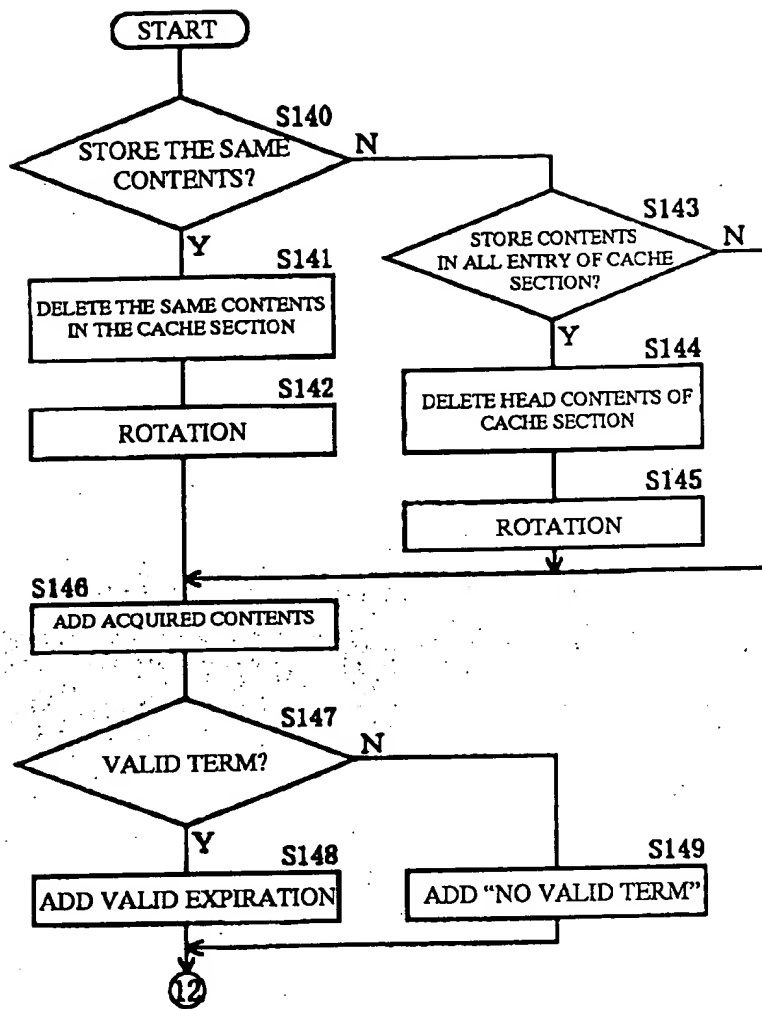 START
S140
STORE THE SAME
CONTENTS?
N
Y
S141
DELETE THE SAME CONTENTS
IN THE CACHE SECTION
S142
ROTATION
S143
STORE CONTENTS
IN ALL ENTRY OF CACHE
SECTION?
N
Y
S144
DELETE HEAD CONTENTS OF
CACHE SECTION
S145
ROTATION
S146
ADD ACQUIRED CONTENTS
S147
VALID TERM?
N
Y
S148
ADD VALID EXPIRATION
S149
ADD “NO VALID TERM”
12